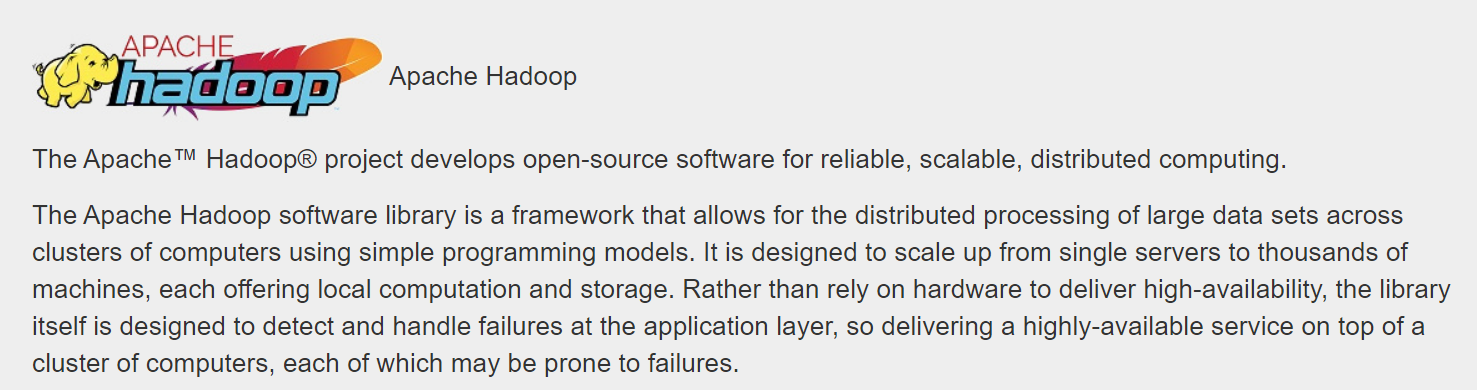 APACHE
hadoop
Apache Hadoop
The Apache™ Hadoop® project develops open-source software for reliable, scalable, distributed computing.
The Apache Hadoop software library is a framework that allows for the distributed processing of large data sets across
clusters of computers using simple programming models. It is designed to scale up from single servers to thousands of
machines, each offering local computation and storage. Rather than rely on hardware to deliver high-availability, the library
itself is designed to detect and handle failures at the application layer, so delivering a highly-available service on top of a
cluster of computers, each of which may be prone to failures.